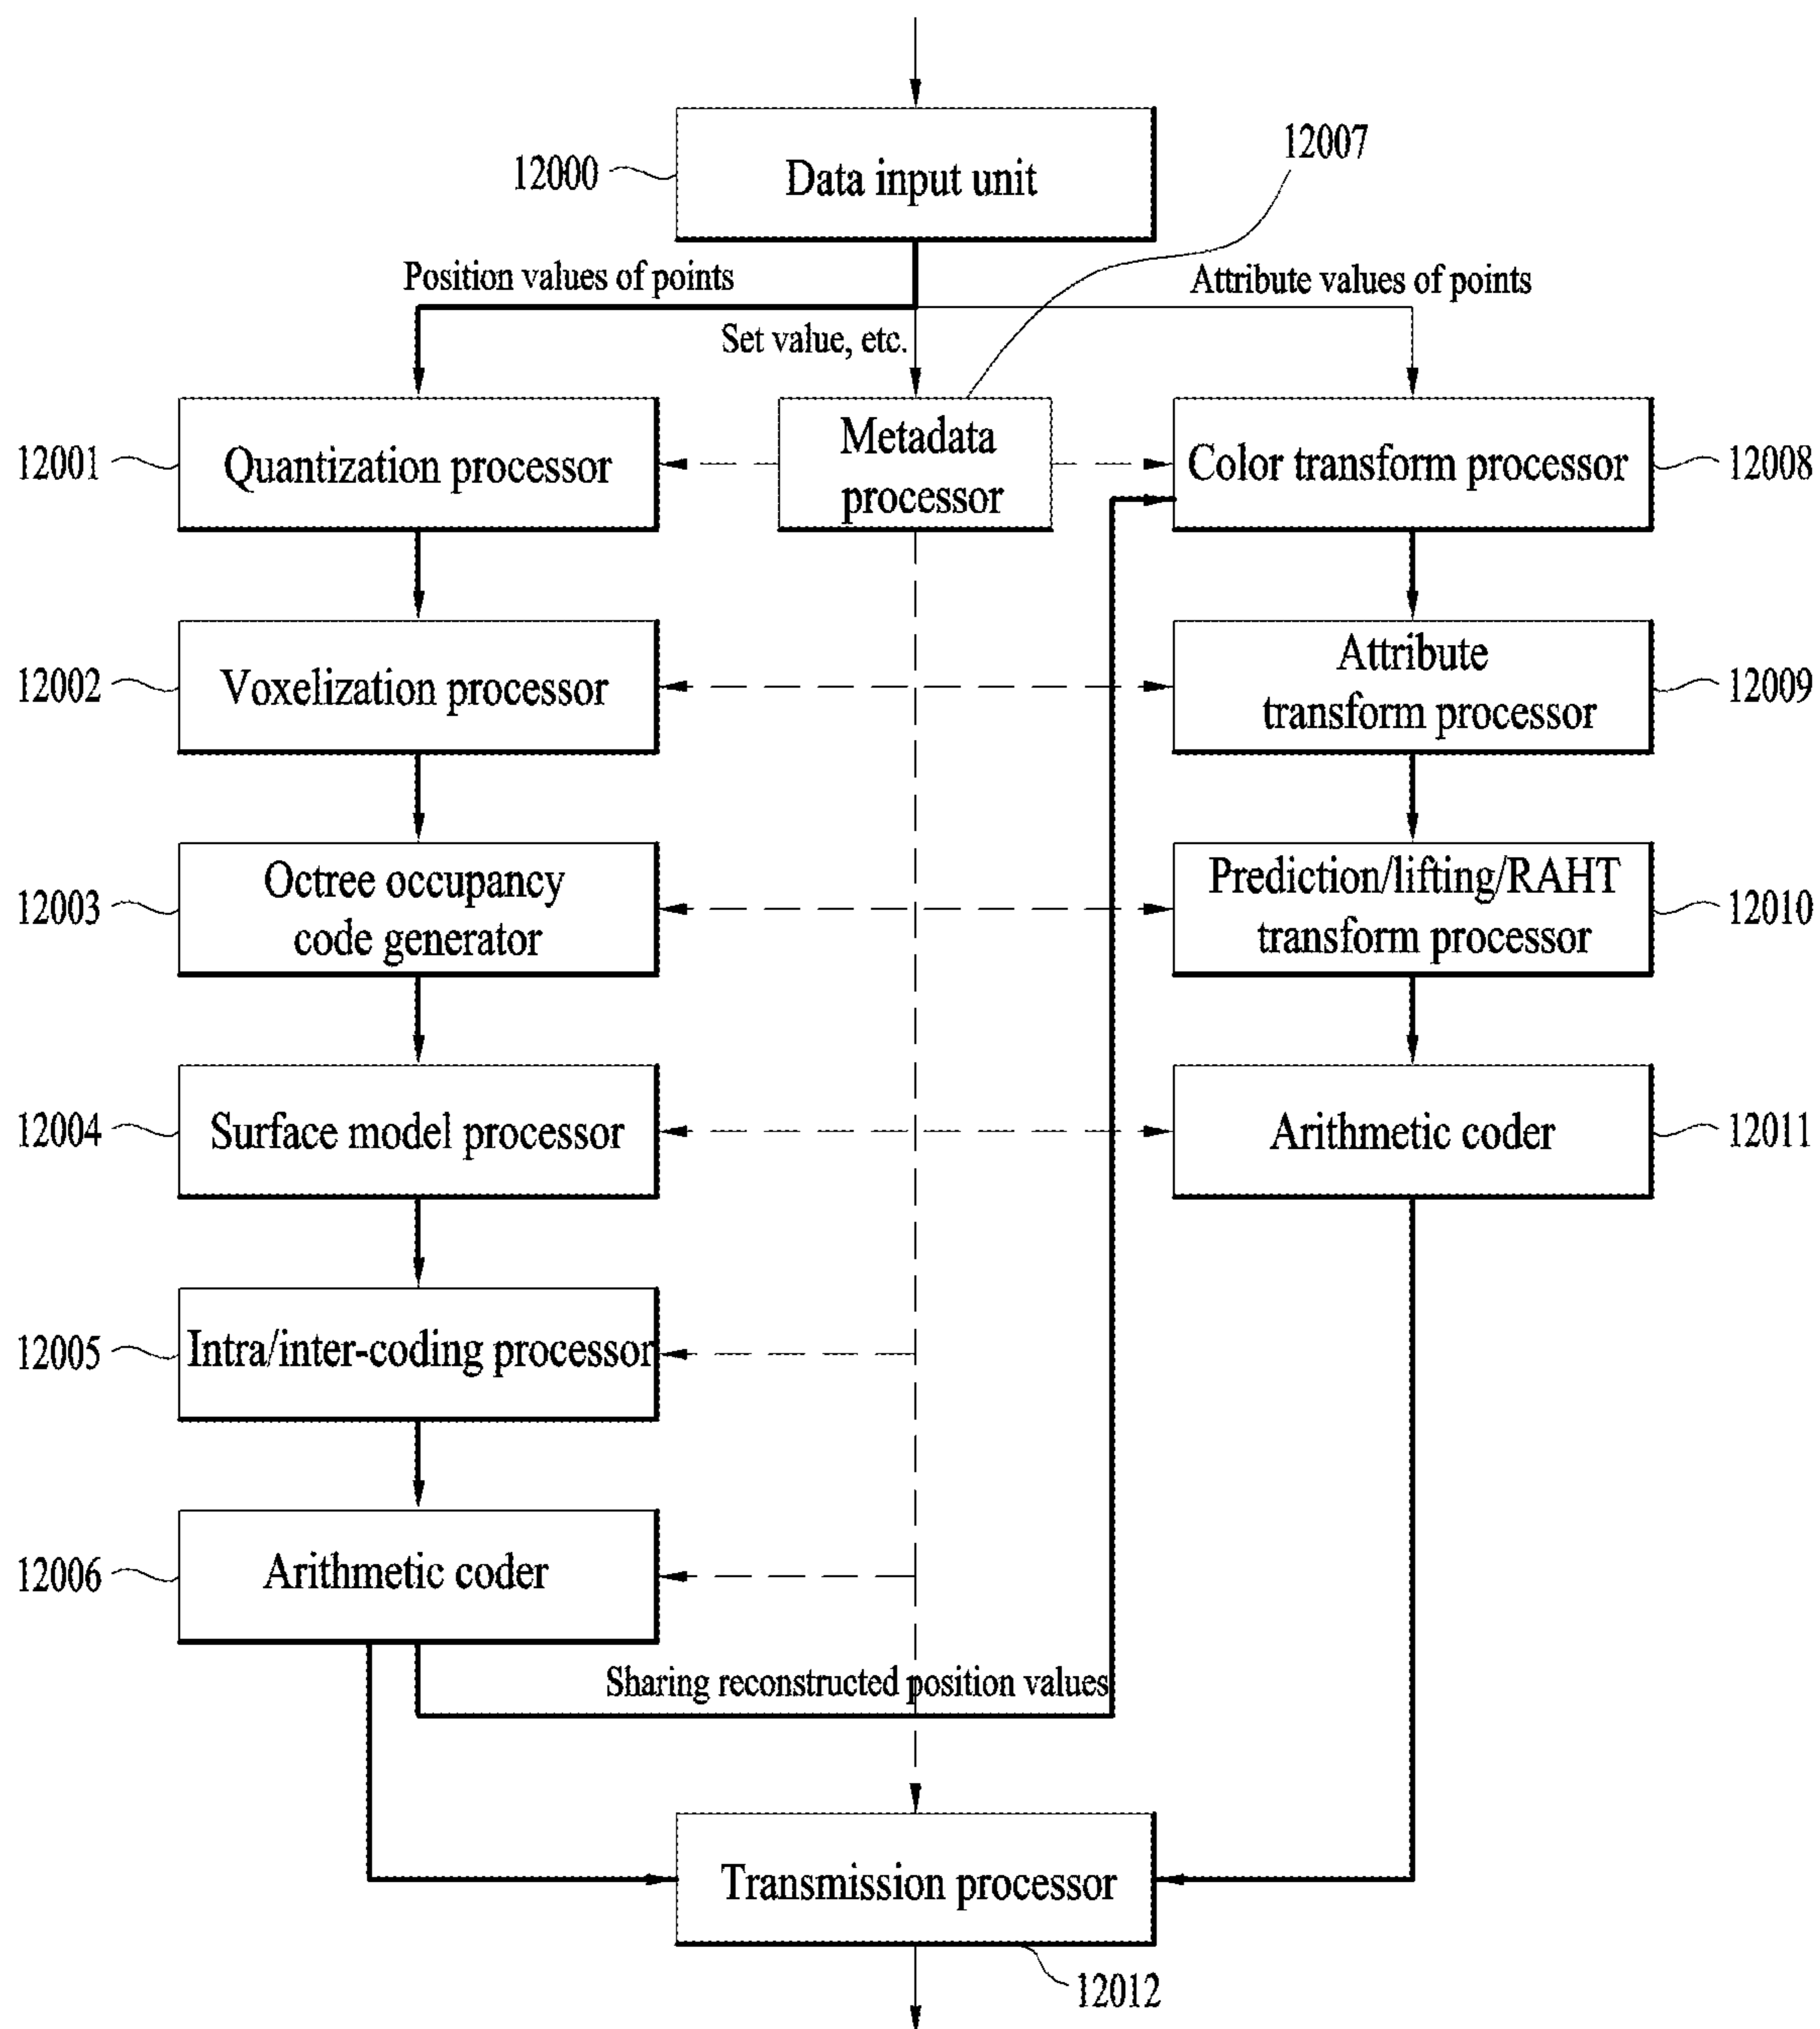 12007
12000
Data input unit
Position values of points
Attribute values of points
Set value, etc.
12001
Quantization processor
Metadata
processor
Color transform processor
12008
12002
Voxelization processor
Attribute
transform processor
12009
12003
Octree occupancy
code generator
Prediction/lifting/RAHT
transform processor
12010
12004
Surface model processor
Arithmetic coder
12011
12005
Intra/inter-coding processor
12006
Arithmetic coder
Sharing reconstructed position values
Transmission processor
12012